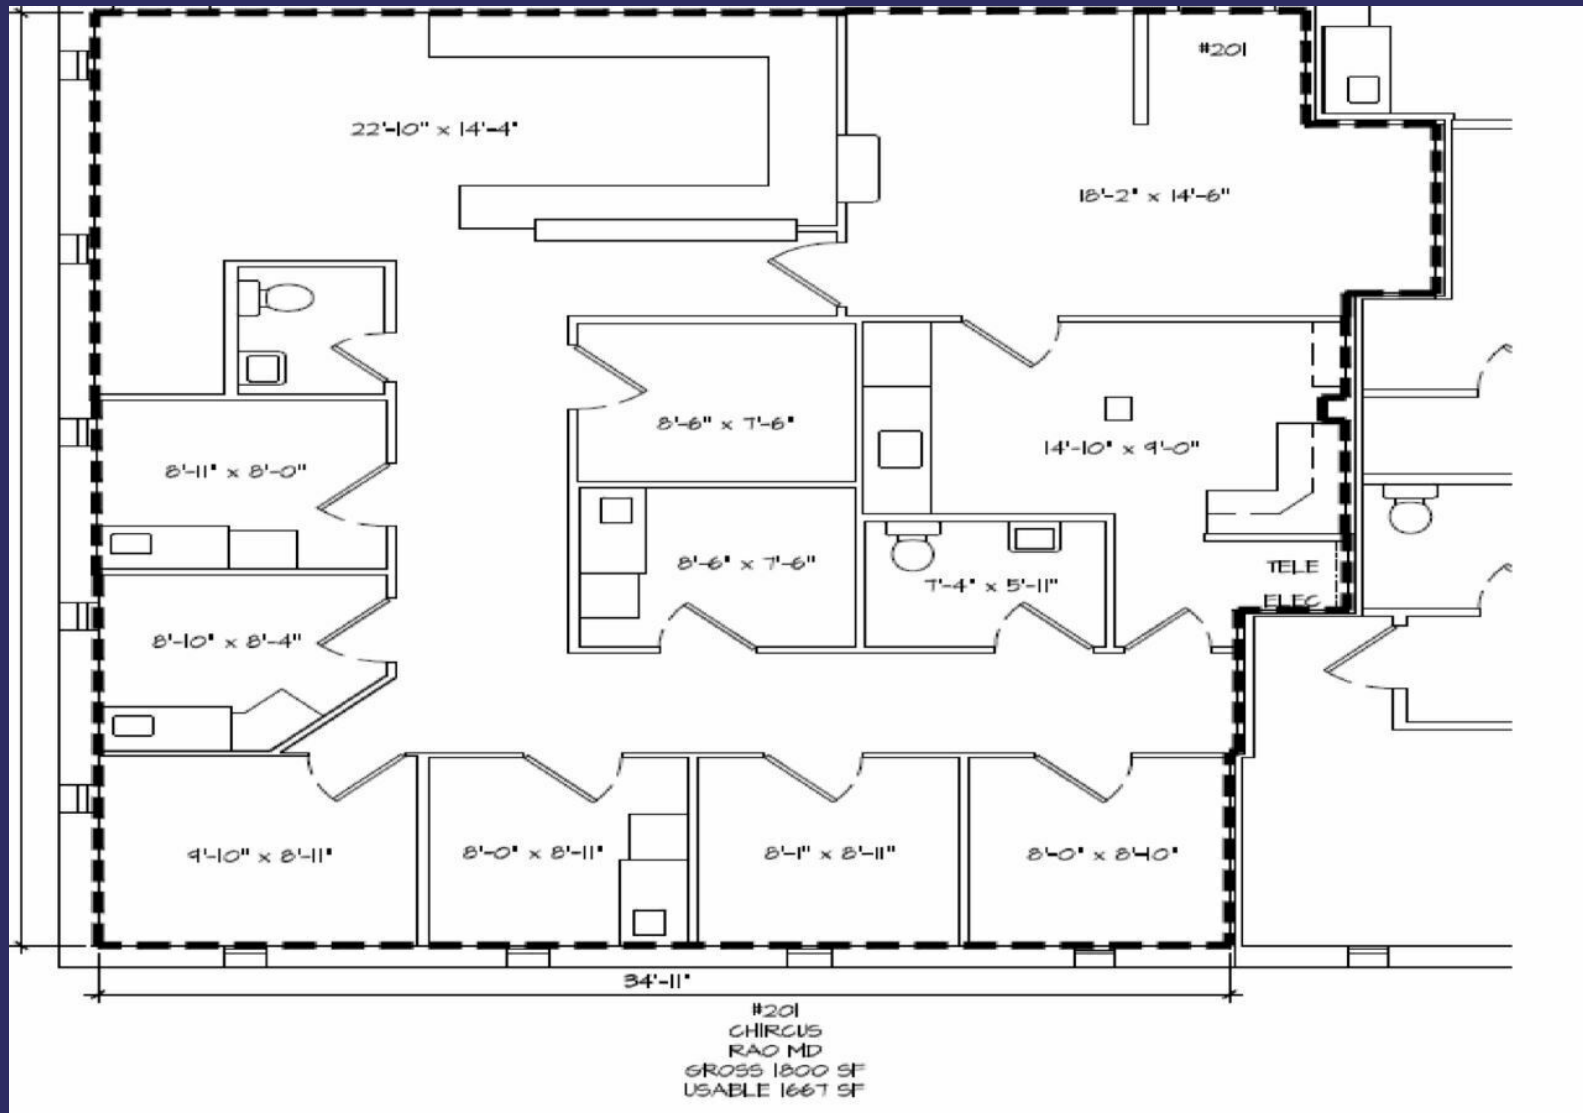 #201
22'-10" x 14'-4"
18'-2" x 14'-6"
8'-6" x 7'-6"
14'-10" x 9'-0"
8'-11" x 8'-0"
8'-6" x 7'-6"
7'-4" x 5'-11"
TELE
ELEC
8'-10" x 8'-4"
9'-10" x 8'-11"
8'-0" x 8'-11"
8'-1" x 8'-11"
8'-0" x 8'-10"
34'-11"
#201
CHIRCUS
RAO MD
GROSS 1800 SF
USABLE 1667 SF